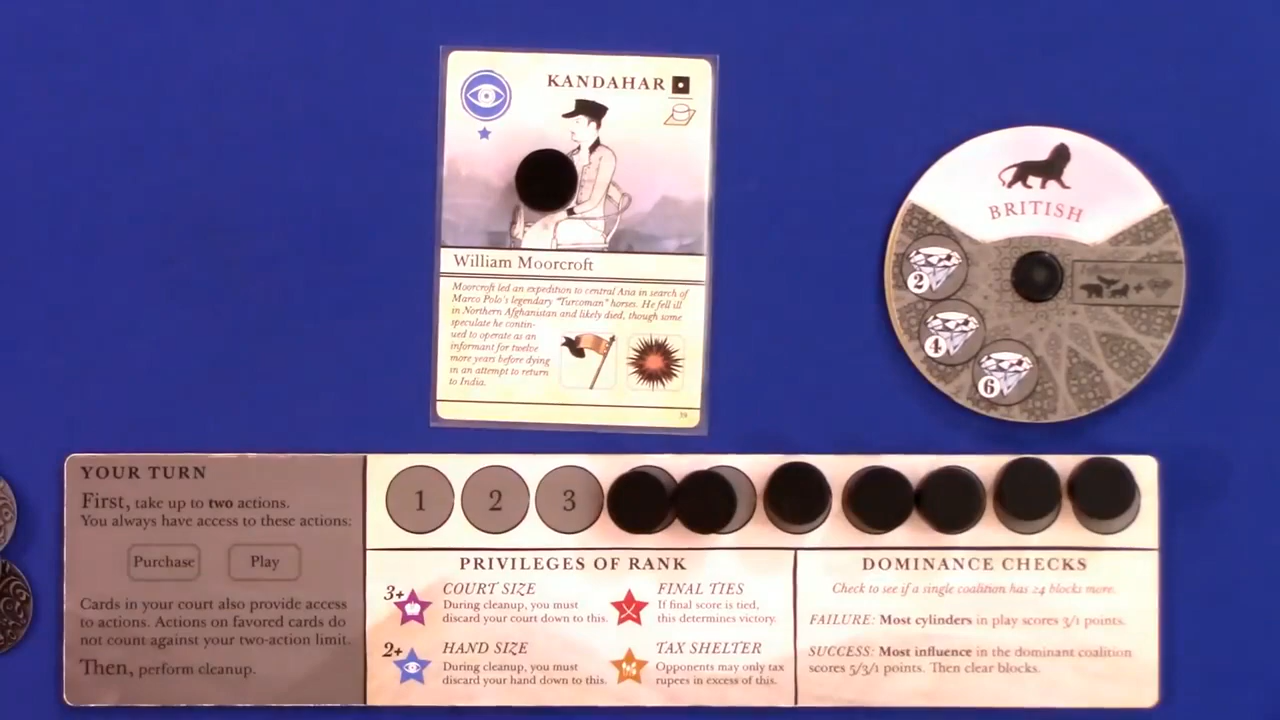 KANDAHAR
William Moorcroft
Moorcroft led an expedition to central Asia in search of
Marco Polo's legendary "Turcoman" horses. He fell ill
in Northern Afghanistan and likely died, though some
speculate he contin-
ued to operate as an
informant for twelve
more years before dying
in an attempt to return
to India.
39
BRITISH
2
4
6
YOUR TURN
First, take up to two actions.
You always have access to these actions:
Purchase
Play
Cards in your court also provide access
to actions. Actions on favored cards do
not count against your two-action limit.
Then, perform cleanup.
1
2
3
PRIVILEGES OF RANK
3+
COURT SIZE
During cleanup, you must
discard your court down to this.
FINAL TIES
If final score is tied,
this determines victory.
2+
HAND SIZE
During cleanup, you must
discard your hand down to this.
TAX SHELTER
Opponents may only tax
rupees in excess of this.
DOMINANCE CHECKS
Check to see if a single coalition has 24 blocks more.
FAILURE: Most cylinders in play scores 3/1 points.
SUCCESS: Most influence in the dominant coalition
scores 5/3/1 points. Then clear blocks.